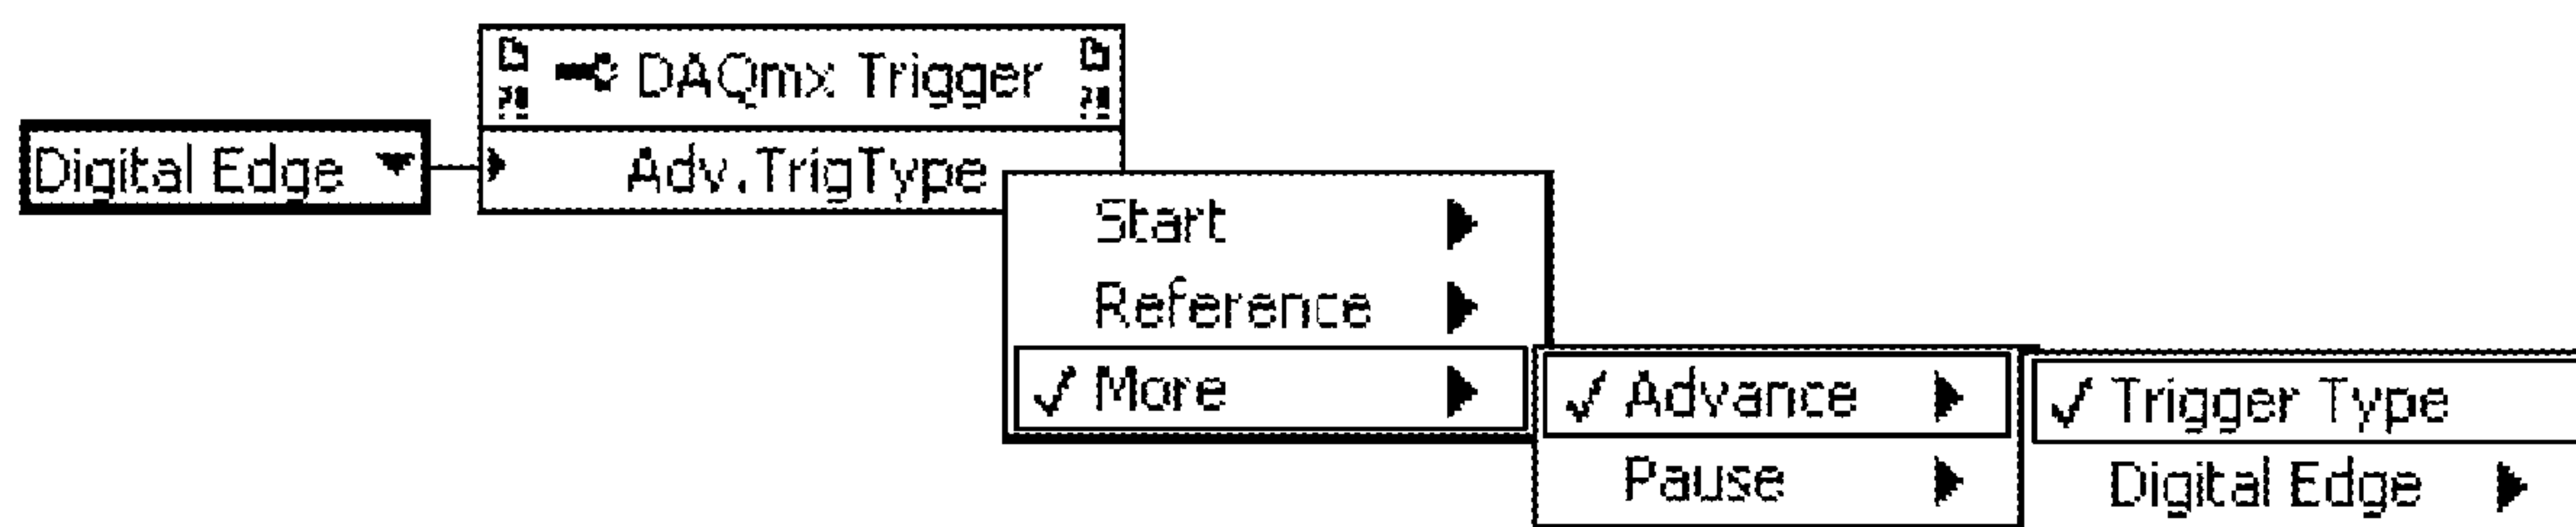 DAQmx Trigger
Digital Edge
Adv.TrigType
Start
Reference
✓ More
✓ Advance
✓ Trigger Type
Pause
Digital Edge